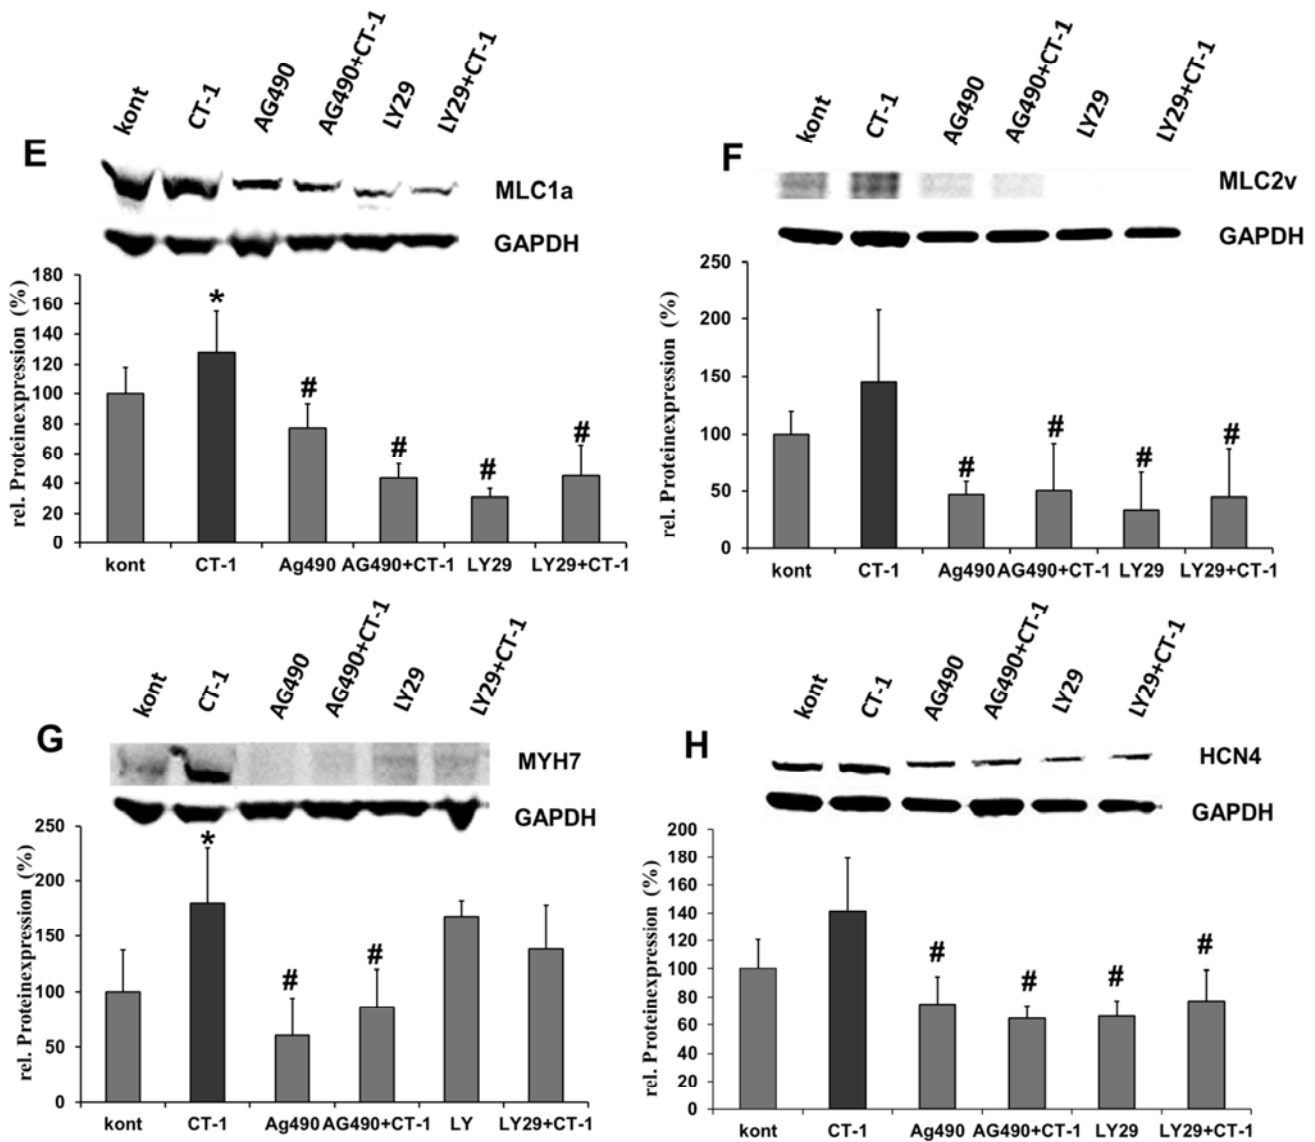 kont CT-1 AG490 AG490+CT-1 LY29 LY29+CT-1
E
MLC1a
GAPDH
rel. Proteinexpression (%)
180
160
140
120
100
80
60
40
20
0
*
#
#
#
#
kont CT-1 Ag490 AG490+CT-1 LY29 LY29+CT-1
kont CT-1 AG490 AG490+CT-1 LY29 LY29+CT-1
F
MLC2v
GAPDH
rel. Proteinexpression (%)
250
200
150
100
50
0
#
#
#
#
kont CT-1 Ag490 AG490+CT-1 LY29 LY29+CT-1
kont CT-1 AG490 AG490+CT-1 LY29 LY29+CT-1
G
MYH7
GAPDH
rel. Proteinexpression (%)
250
200
150
100
50
0
*
#
#
kont CT-1 Ag490 AG490+CT-1 LY LY29+CT-1
kont CT-1 AG490 AG490+CT-1 LY29 LY29+CT-1
H
HCN4
GAPDH
rel. Proteinexpression (%)
200
180
160
140
120
100
80
60
40
20
0
#
#
#
#
kont CT-1 Ag490 AG490+CT-1 LY29 LY29+CT-1